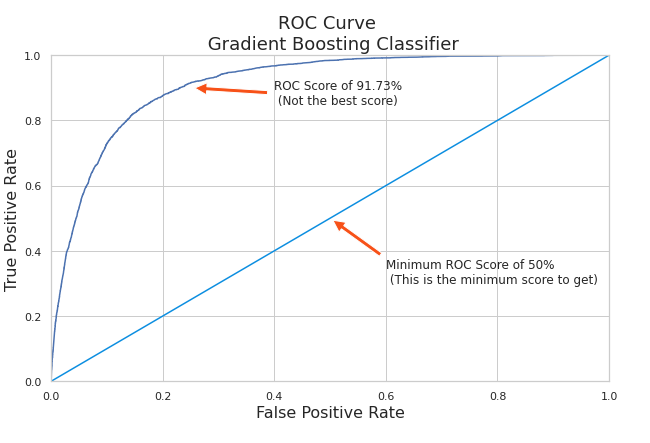 ROC Curve
Gradient Boosting Classifier
1.0
ROC Score of 91.73%
(Not the best score)
0.8
True Positive Rate
0.6
0.4
Minimum ROC Score of 50%
(This is the minimum score to get)
0.2
0.0
0.0 0.2 0.4 0.6 0.8 1.0
False Positive Rate